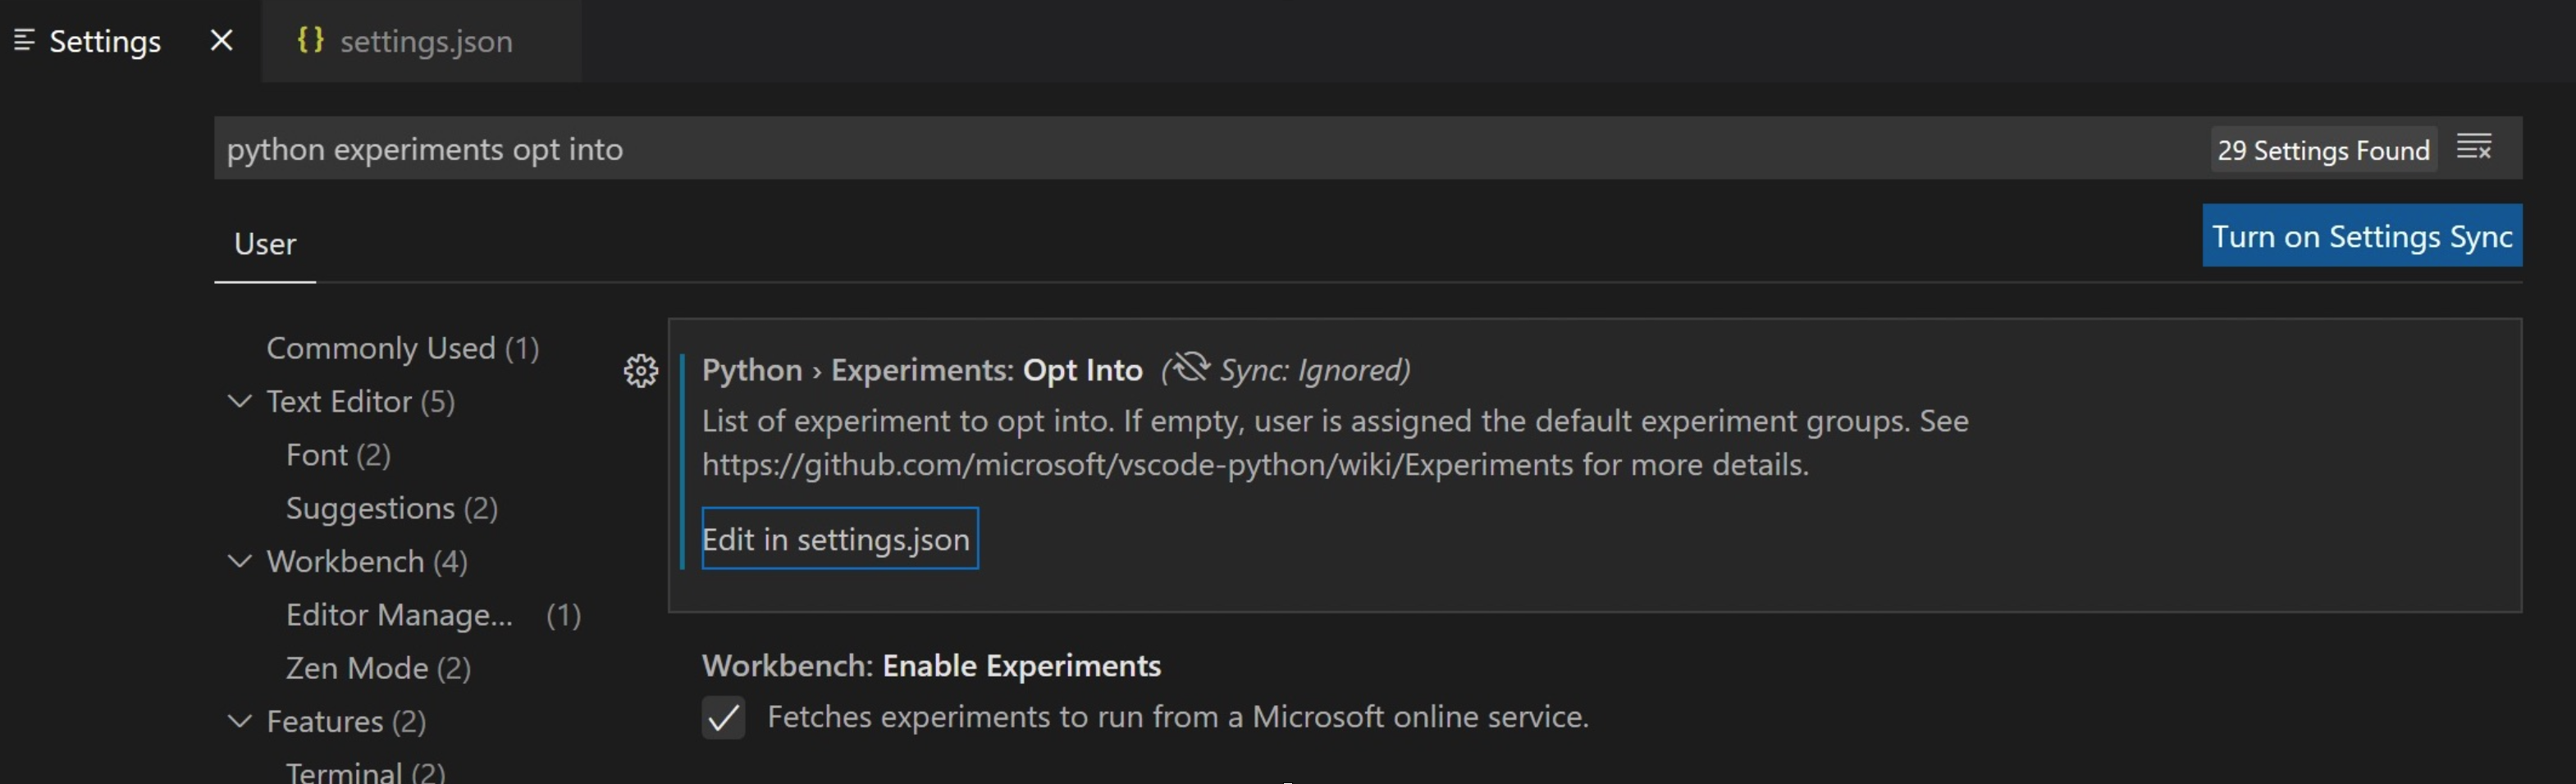 Settings
{} settings.json
python experiments opt into
29 Settings Found
User
Turn on Settings Sync
Commonly Used (1)
Text Editor (5)
Font (2)
Suggestions (2)
Workbench (4)
Editor Manage... (1)
Zen Mode (2)
Features (2)
Terminal (2)
Python › Experiments: Opt Into (Sync: Ignored)
List of experiment to opt into. If empty, user is assigned the default experiment groups. See
https://github.com/microsoft/vscode-python/wiki/Experiments for more details.
Edit in settings.json
Workbench: Enable Experiments
Fetches experiments to run from a Microsoft online service.